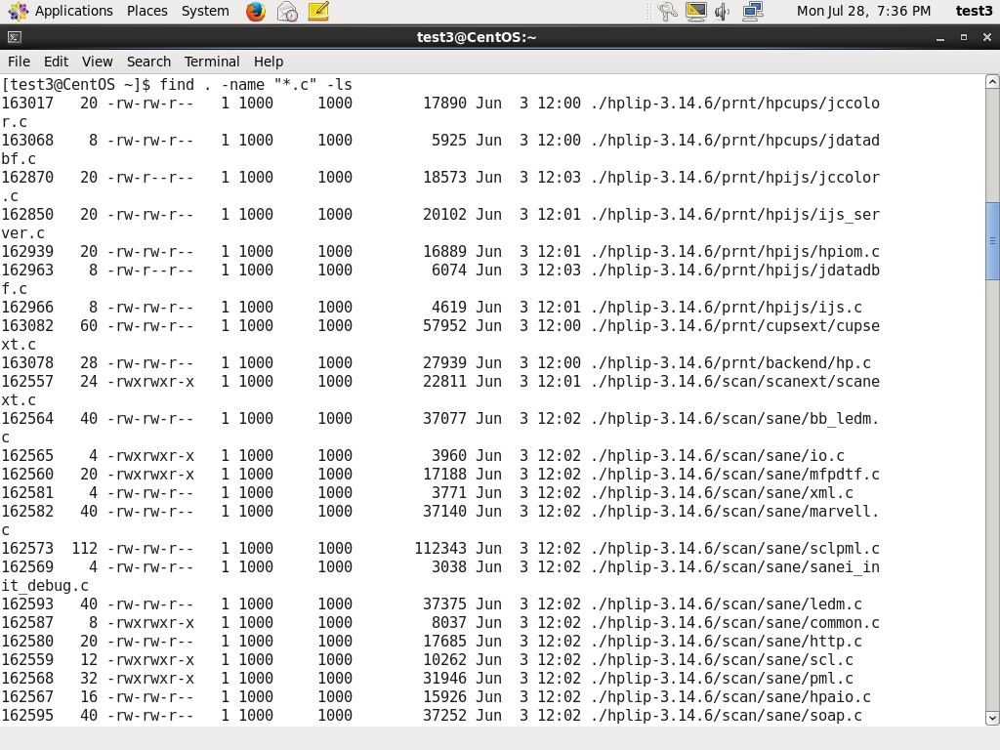 Applications Places System Mon Jul 28, 7:36 PM test3
test3@CentOS:~
File Edit View Search Terminal Help
[test3@CentOS ~]$ find . -name "*.c" -ls
163017   20 -rw-rw-r--   1 1000     1000        17890 Jun  3 12:00 ./hplip-3.14.6/prnt/hpcups/jccolo
r.c
163068    8 -rw-rw-r--   1 1000     1000         5925 Jun  3 12:00 ./hplip-3.14.6/prnt/hpcups/jdatad
bf.c
162870   20 -rw-r--r--   1 1000     1000        18573 Jun  3 12:03 ./hplip-3.14.6/prnt/hpijs/jccolor
.c
162850   20 -rw-rw-r--   1 1000     1000        20102 Jun  3 12:01 ./hplip-3.14.6/prnt/hpijs/ijs_ser
ver.c
162939   20 -rw-rw-r--   1 1000     1000        16889 Jun  3 12:01 ./hplip-3.14.6/prnt/hpijs/hpiom.c
162963    8 -rw-r--r--   1 1000     1000         6074 Jun  3 12:03 ./hplip-3.14.6/prnt/hpijs/jdatadb
f.c
162966    8 -rw-rw-r--   1 1000     1000         4619 Jun  3 12:01 ./hplip-3.14.6/prnt/hpijs/ijs.c
163082   60 -rw-rw-r--   1 1000     1000        57952 Jun  3 12:00 ./hplip-3.14.6/prnt/cupsext/cupse
xt.c
163078   28 -rw-rw-r--   1 1000     1000        27939 Jun  3 12:00 ./hplip-3.14.6/prnt/backend/hp.c
162557   24 -rwxrwxr-x   1 1000     1000        22811 Jun  3 12:01 ./hplip-3.14.6/scan/scanext/scane
xt.c
162564   40 -rw-rw-r--   1 1000     1000        37077 Jun  3 12:02 ./hplip-3.14.6/scan/sane/bb_ledm.
c
162565    4 -rwxrwxr-x   1 1000     1000         3960 Jun  3 12:02 ./hplip-3.14.6/scan/sane/io.c
162560   20 -rwxrwxr-x   1 1000     1000        17188 Jun  3 12:02 ./hplip-3.14.6/scan/sane/mfpdtf.c
162581    4 -rw-rw-r--   1 1000     1000         3771 Jun  3 12:02 ./hplip-3.14.6/scan/sane/xml.c
162582   40 -rw-rw-r--   1 1000     1000        37140 Jun  3 12:02 ./hplip-3.14.6/scan/sane/marvell.
c
162573  112 -rw-rw-r--   1 1000     1000       112343 Jun  3 12:02 ./hplip-3.14.6/scan/sane/sclpml.c
162569    4 -rw-rw-r--   1 1000     1000         3038 Jun  3 12:02 ./hplip-3.14.6/scan/sane/sanei_in
it_debug.c
162593   40 -rw-rw-r--   1 1000     1000        37375 Jun  3 12:02 ./hplip-3.14.6/scan/sane/ledm.c
162587    8 -rwxrwxr-x   1 1000     1000         8037 Jun  3 12:02 ./hplip-3.14.6/scan/sane/common.c
162580   20 -rw-rw-r--   1 1000     1000        17685 Jun  3 12:02 ./hplip-3.14.6/scan/sane/http.c
162559   12 -rwxrwxr-x   1 1000     1000        10262 Jun  3 12:02 ./hplip-3.14.6/scan/sane/scl.c
162568   32 -rwxrwxr-x   1 1000     1000        31946 Jun  3 12:02 ./hplip-3.14.6/scan/sane/pml.c
162567   16 -rw-rw-r--   1 1000     1000        15926 Jun  3 12:02 ./hplip-3.14.6/scan/sane/hpaio.c
162595   40 -rw-rw-r--   1 1000     1000        37252 Jun  3 12:02 ./hplip-3.14.6/scan/sane/soap.c